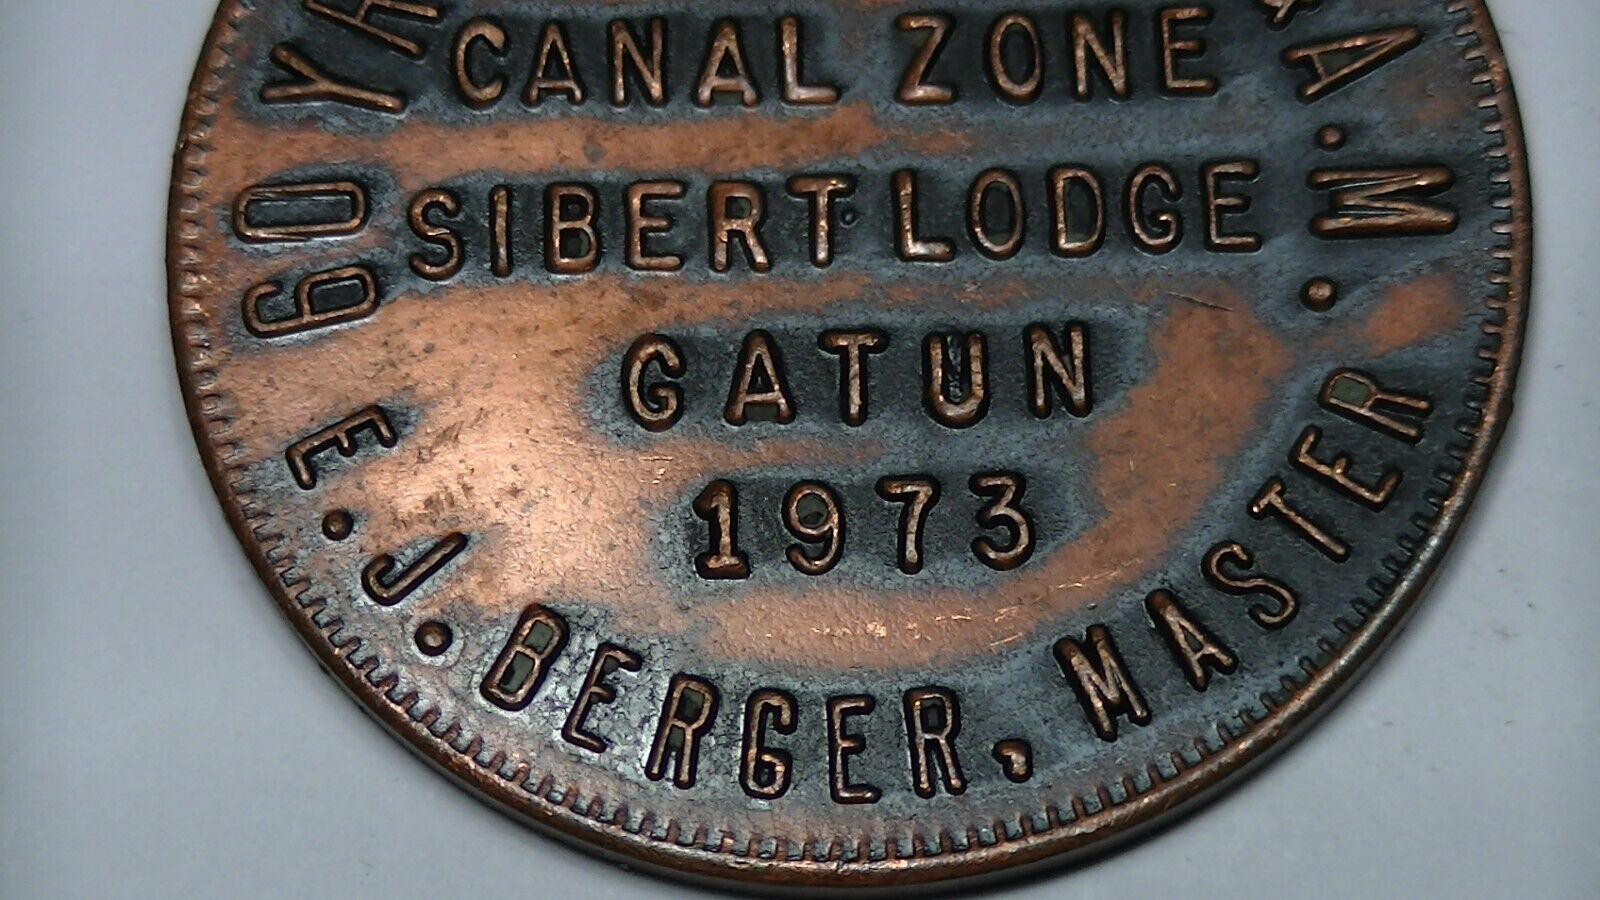 60 YR
& A.M.
CANAL ZONE
SIBERT LODGE
GATUN
1973
E.J. BERGER, MASTER